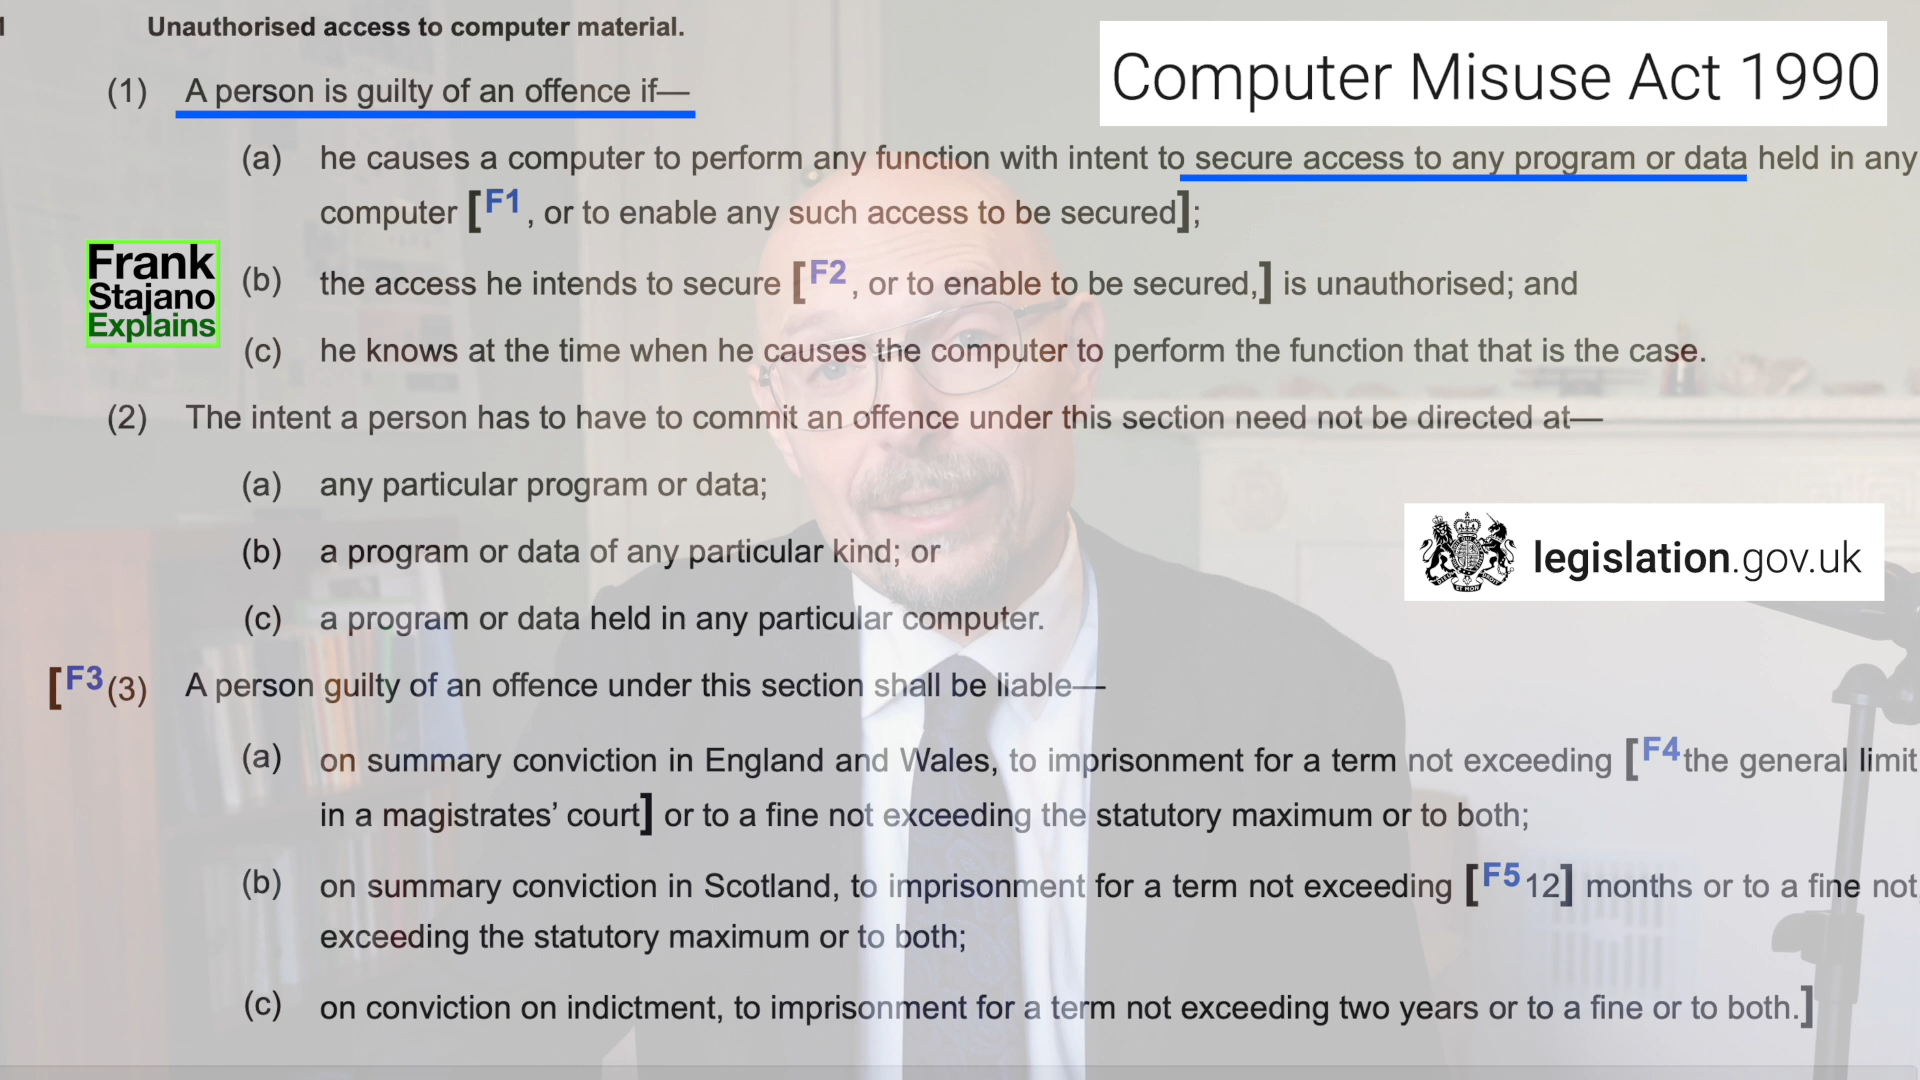 1 Unauthorised access to computer material.
Computer Misuse Act 1990
(1) A person is guilty of an offence if—
(a) he causes a computer to perform any function with intent to secure access to any program or data held in any
computer [F1 , or to enable any such access to be secured];
Frank
Stajano
Explains
(b) the access he intends to secure [F2 , or to enable to be secured,] is unauthorised; and
(c) he knows at the time when he causes the computer to perform the function that that is the case.
(2) The intent a person has to have to commit an offence under this section need not be directed at—
(a) any particular program or data;
(b) a program or data of any particular kind; or
legislation.gov.uk
(c) a program or data held in any particular computer.
[F3 (3) A person guilty of an offence under this section shall be liable—
(a) on summary conviction in England and Wales, to imprisonment for a term not exceeding [F4 the general limit
in a magistrates’ court] or to a fine not exceeding the statutory maximum or to both;
(b) on summary conviction in Scotland, to imprisonment for a term not exceeding [F5 12] months or to a fine not
exceeding the statutory maximum or to both;
(c) on conviction on indictment, to imprisonment for a term not exceeding two years or to a fine or to both.]